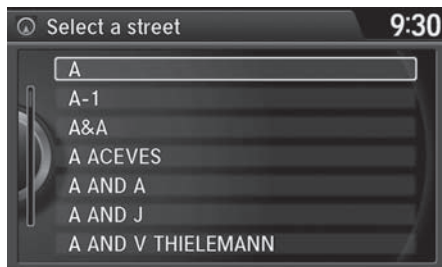 Select a street
9:30
A
A-1
A&A
A ACEVES
A AND A
A AND J
A AND V THIELEMANN